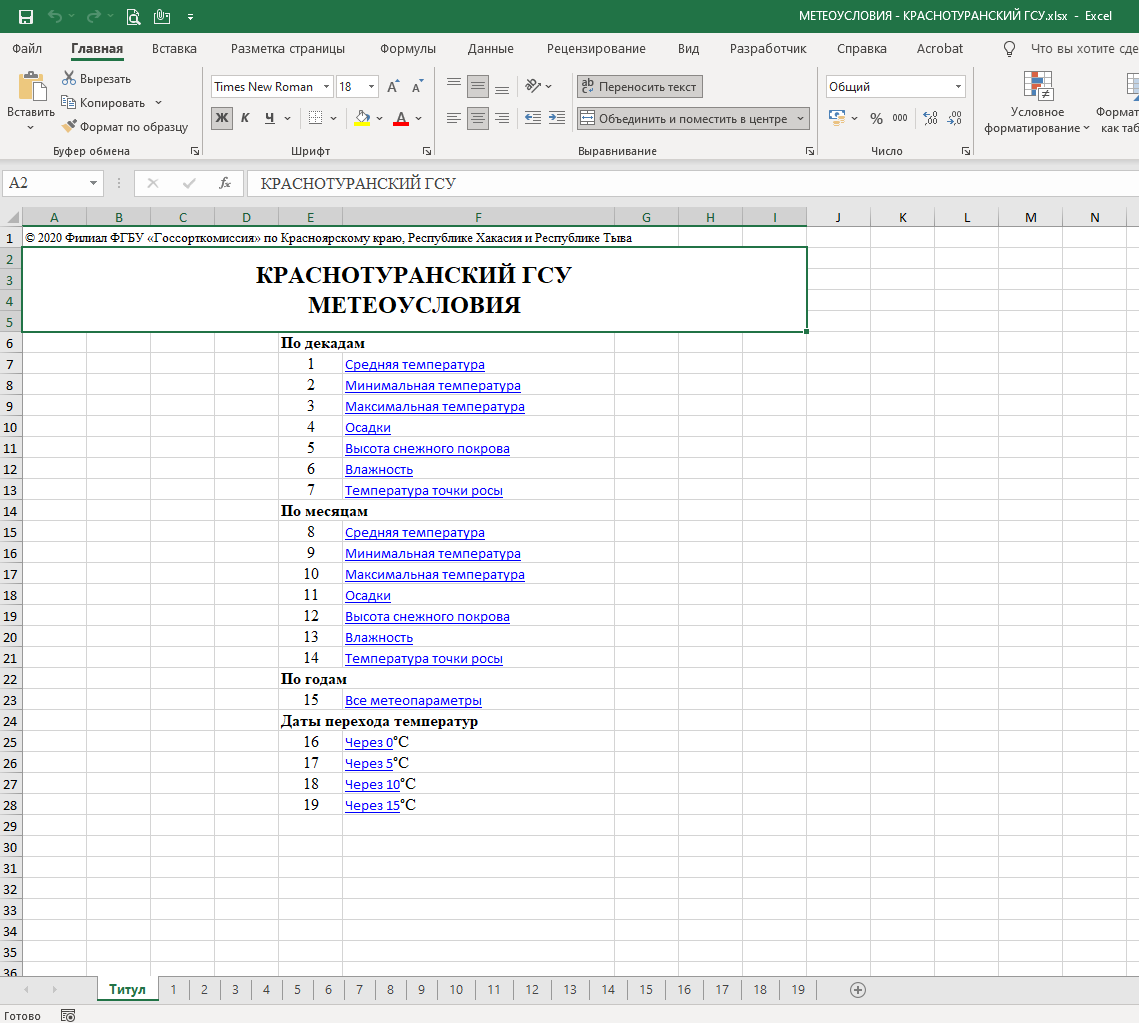 МЕТЕОУСЛОВИЯ - КРАСНОТУРАНСКИЙ ГСУ.xlsx - Excel
Файл Главная Вставка Разметка страницы Формулы Данные Рецензирование Вид Разработчик Справка Acrobat Что вы хотите сде
Вставить
Вырезать
Копировать
Формат по образцу
Буфер обмена
Times New Roman 18
Ж К Ч
Шрифт
Переносить текст
Объединить и поместить в центре
Выравнивание
Общий
% 000
Число
Условное
форматирование
Формат
как таб
A2 КРАСНОТУРАНСКИЙ ГСУ
A B C D E F G H I J K L M N
1 © 2020 Филиал ФГБУ «Госсорткомиссия» по Красноярскому краю, Республике Хакасия и Республике Тыва
2
3 КРАСНОТУРАНСКИЙ ГСУ
4 МЕТЕОУСЛОВИЯ
5
6 По декадам
7 1 Средняя температура
8 2 Минимальная температура
9 3 Максимальная температура
10 4 Осадки
11 5 Высота снежного покрова
12 6 Влажность
13 7 Температура точки росы
14 По месяцам
15 8 Средняя температура
16 9 Минимальная температура
17 10 Максимальная температура
18 11 Осадки
19 12 Высота снежного покрова
20 13 Влажность
21 14 Температура точки росы
22 По годам
23 15 Все метеопараметры
24 Даты перехода температур
25 16 Через 0°C
26 17 Через 5°C
27 18 Через 10°C
28 19 Через 15°C
29
30
31
32
33
34
35
36
Титул 1 2 3 4 5 6 7 8 9 10 11 12 13 14 15 16 17 18 19
Готово